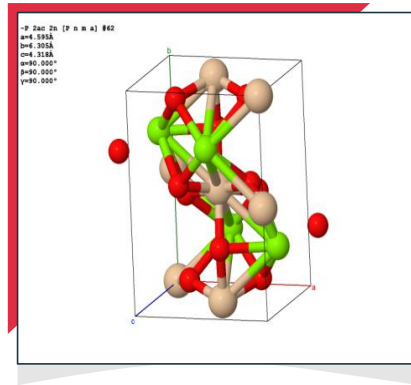 -P 2ac 2n [P n m a] #62
a=4.595Å
b=6.305Å
c=4.318Å
α=90.000°
β=90.000°
γ=90.000°
b
a
c